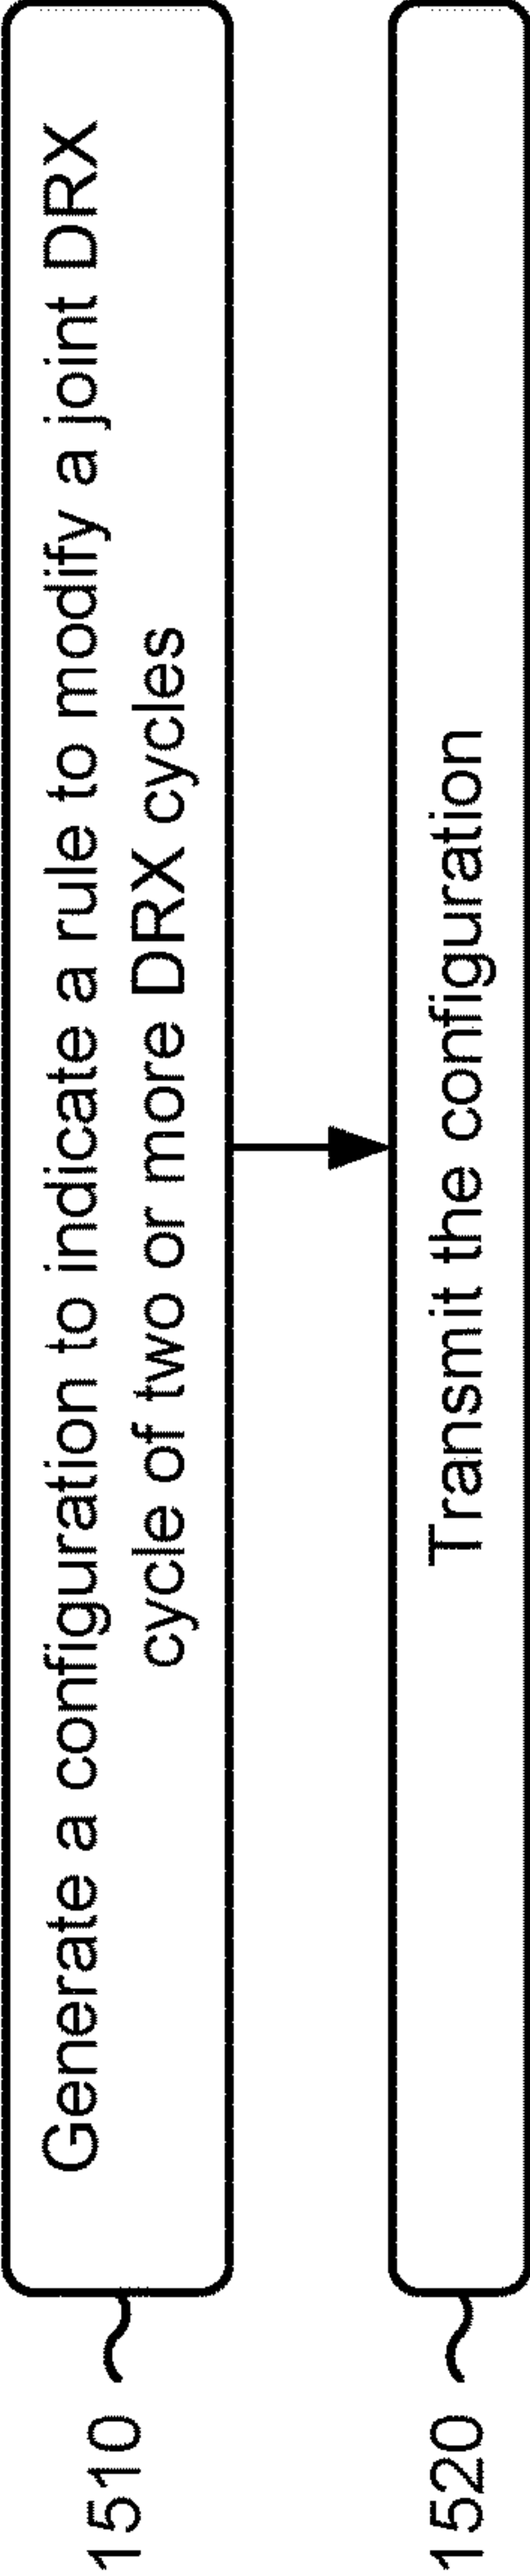 1510
Generate a configuration to indicate a rule to modify a joint DRX
cycle of two or more DRX cycles
1520
Transmit the configuration